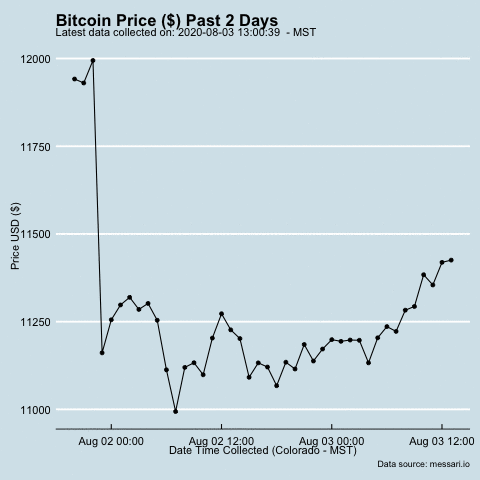 Bitcoin Price ($) Past 2 Days
Latest data collected on: 2020-08-03 13:00:39  - MST
12000
11750
11500
11250
11000
Price USD ($)
Aug 02 00:00 Aug 02 12:00 Aug 03 00:00 Aug 03 12:00
Date Time Collected (Colorado - MST)
Data source: messari.io